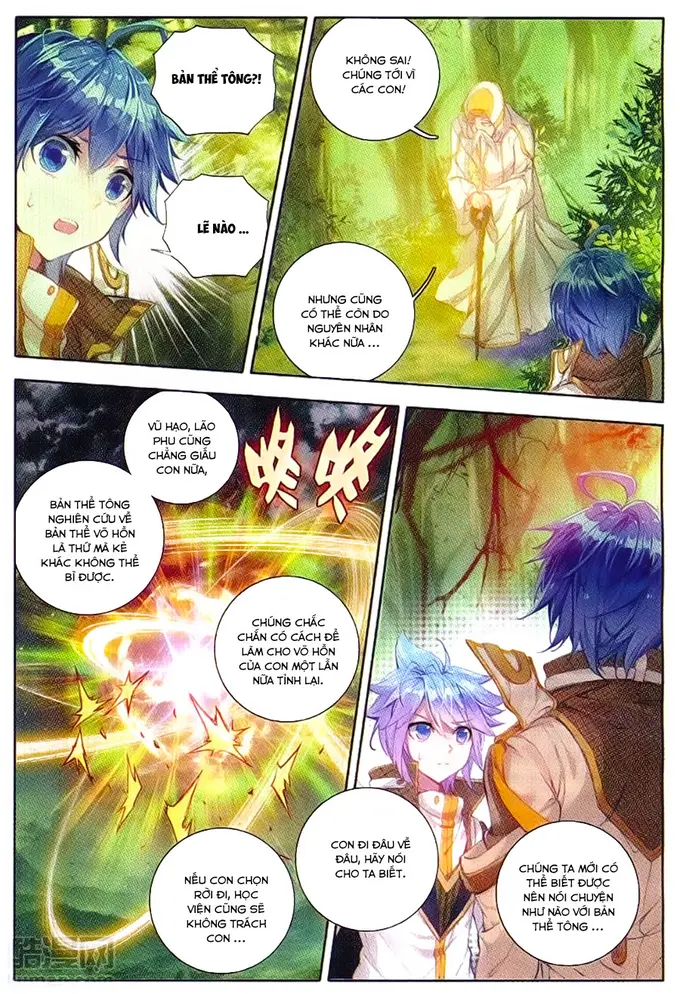 BẢN THỂ TÔNG?!
LẼ NÀO ...
KHÔNG SAI!
CHÚNG TỚI VÌ
CÁC CON!
NHƯNG CŨNG
CÓ THỂ CÒN DO
NGUYÊN NHÂN
KHÁC NỮA ...
VŨ HẠO, LÃO
PHU CŨNG
CHẲNG GIẤU
CON NỮA,
BẢN THỂ TÔNG
NGHIÊN CỨU VỀ
BẢN THỂ VÕ HỒN
LÀ THỨ MÀ KẺ
KHÁC KHÔNG THỂ
BÌ ĐƯỢC.
CHÚNG CHẮC
CHẮN CÓ CÁCH ĐỂ
LÀM CHO VÕ HỒN
CỦA CON MỘT LẦN
NỮA TỈNH LẠI.
NẾU CON CHỌN
RỜI ĐI, HỌC
VIỆN CŨNG SẼ
KHÔNG TRÁCH
CON ...
CON ĐI ĐÂU VỀ
ĐÂU, HÃY NÓI
CHO TA BIẾT.
CHÚNG TA MỚI CÓ
THỂ BIẾT ĐƯỢC
NÊN NÓI CHUYỆN
NHƯ NÀO VỚI BẢN
THỂ TÔNG ...
酷漫网